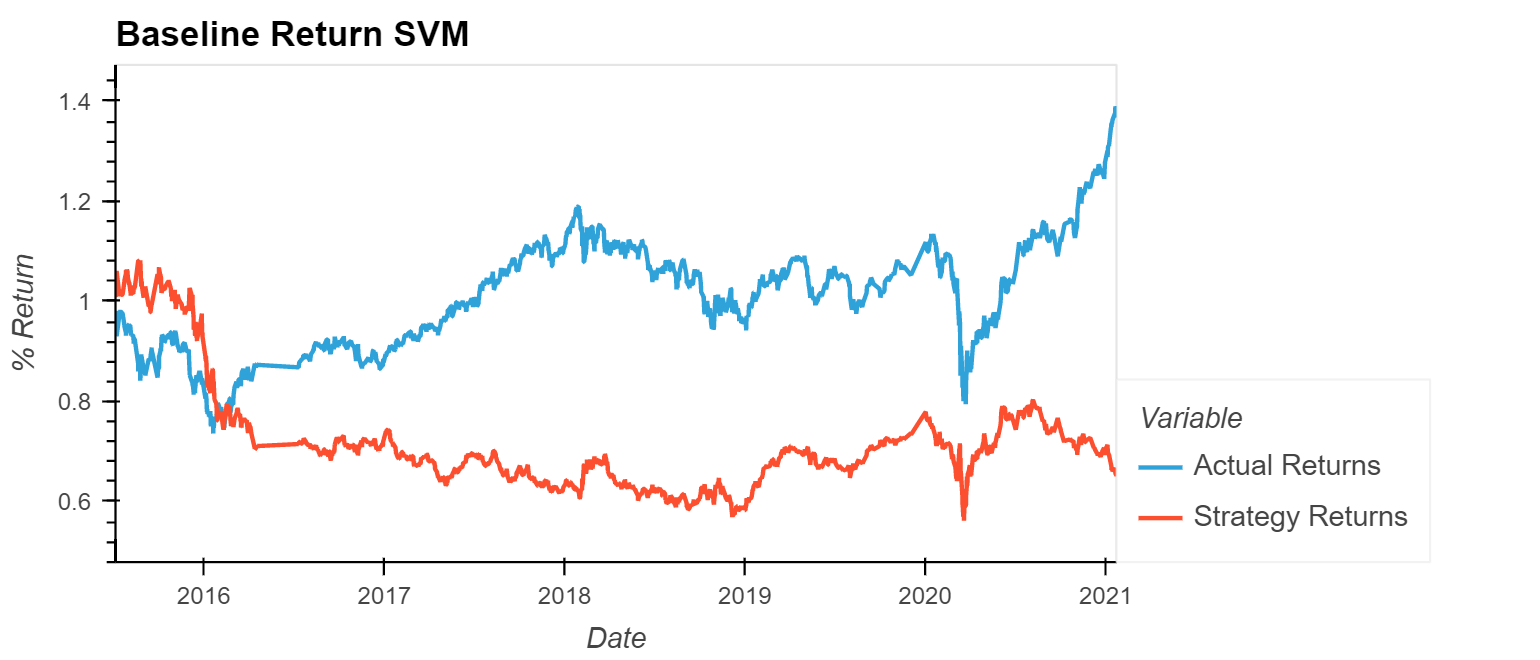 Baseline Return SVM
% Return
1.4
1.2
1
0.8
0.6
2016 2017 2018 2019 2020 2021
Date
Variable
Actual Returns
Strategy Returns